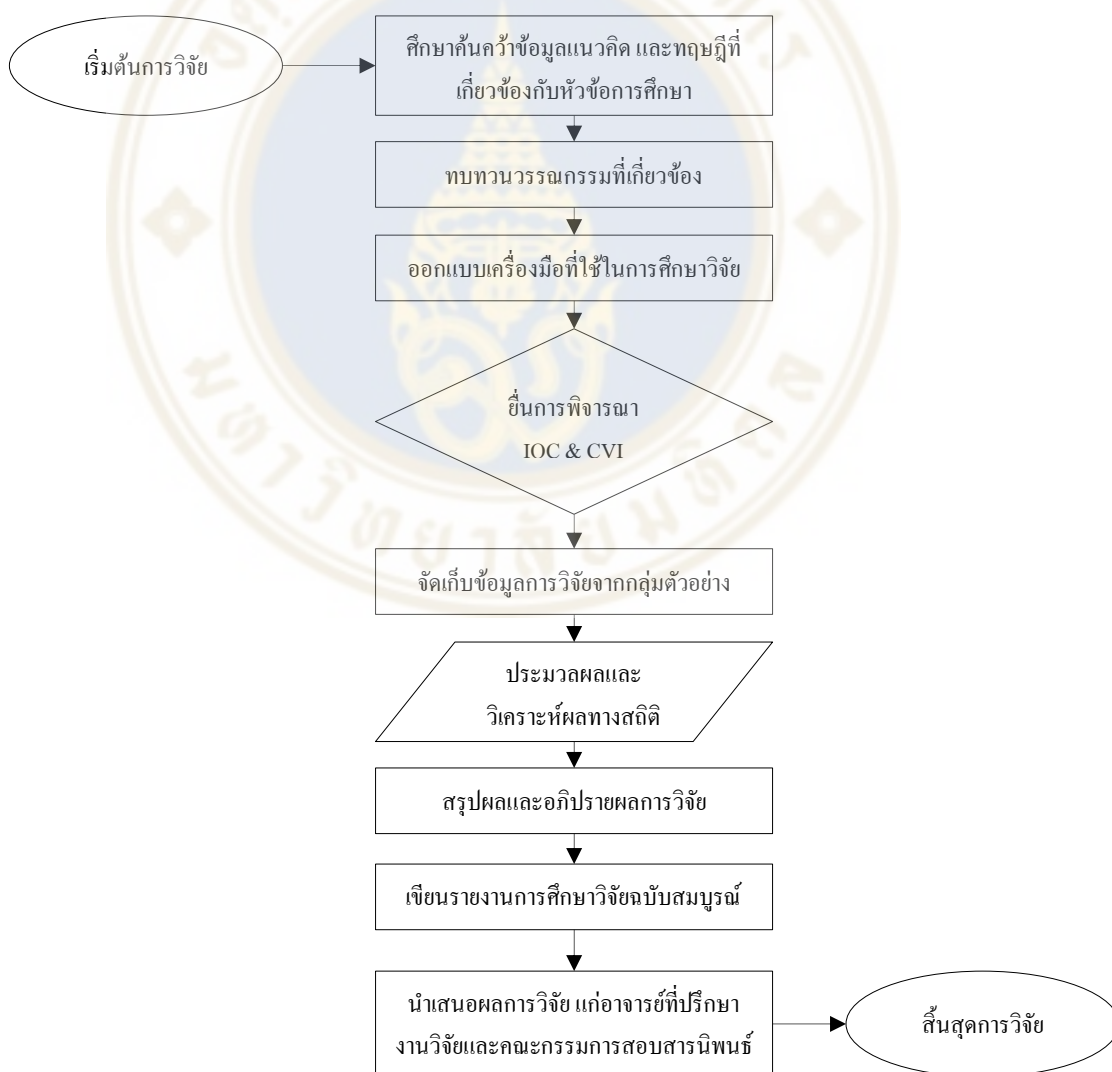 เริ่มต้นการวิจัย
ศึกษาค้นคว้าข้อมูลแนวคิด และทฤษฎีที่
เกี่ยวข้องกับหัวข้อการศึกษา
ทบทวนวรรณกรรมที่เกี่ยวข้อง
ออกแบบเครื่องมือที่ใช้ในการศึกษาวิจัย
ยื่นการพิจารณา
IOC & CVI
จัดเก็บข้อมูลการวิจัยจากกลุ่มตัวอย่าง
ประมวลผลและ
วิเคราะห์ผลทางสถิติ
สรุปผลและอภิปรายผลการวิจัย
เขียนรายงานการศึกษาวิจัยฉบับสมบูรณ์
นำเสนอผลการวิจัย แก่อาจารย์ที่ปรึกษา
งานวิจัยและคณะกรรมการสอบสารนิพนธ์
สิ้นสุดการวิจัย
มหาวิทยาลัยมหิดล